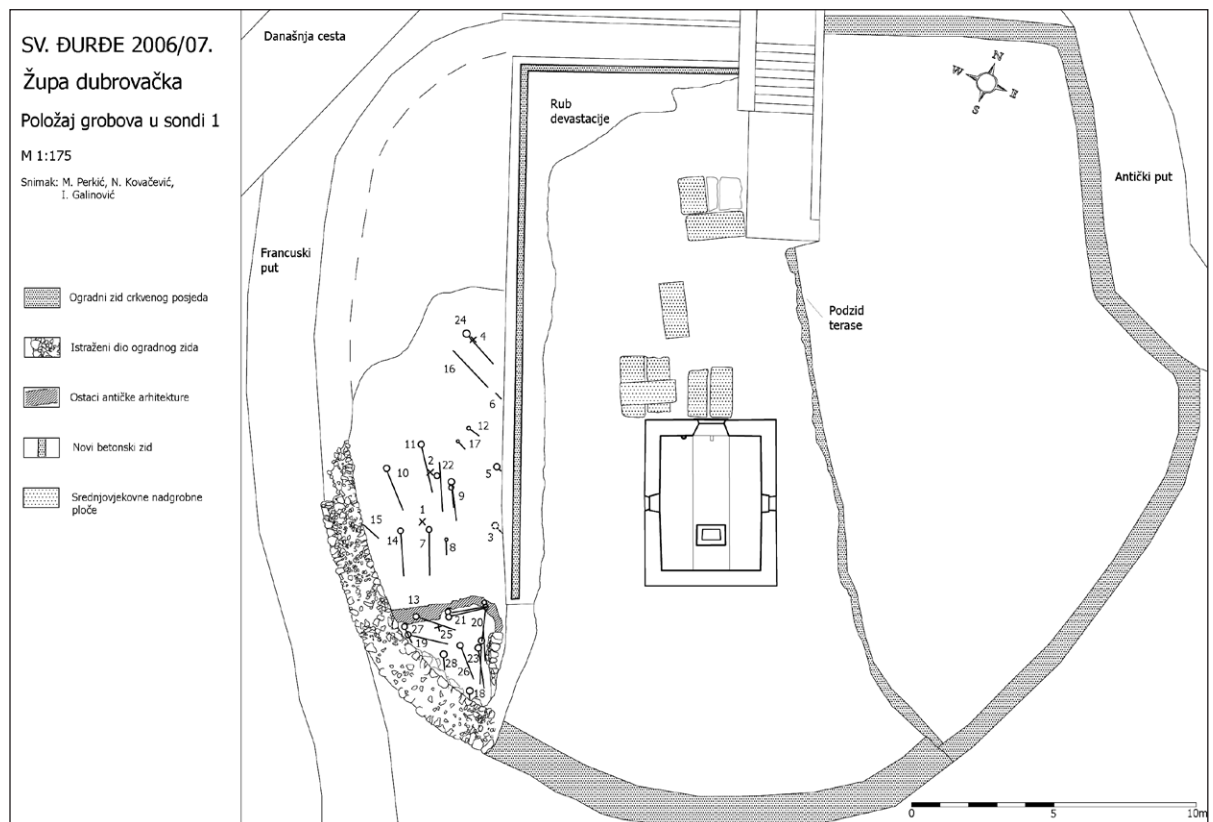 SV. ĐURĐE 2006/07.
Župa dubrovačka
Položaj grobova u sondi 1
M 1:175
Snimak: M. Perkić, N. Kovačević,
I. Galinović
Ogradni zid crkvenog posjeda
Istraženi dio ogradnog zida
Ostaci antičke arhitekture
Novi betonski zid
Srednjovjekovne nadgrobne
ploče
Današnja cesta
Rub
devastacije
N
W
E
S
Antički put
Francuski
put
Podzid
terase
24
4
16
6
12
17
11
2
22
10
5
9
1
15
14
7
8
3
13
21
20
27
25
19
23
28
26
18
0
5
10m